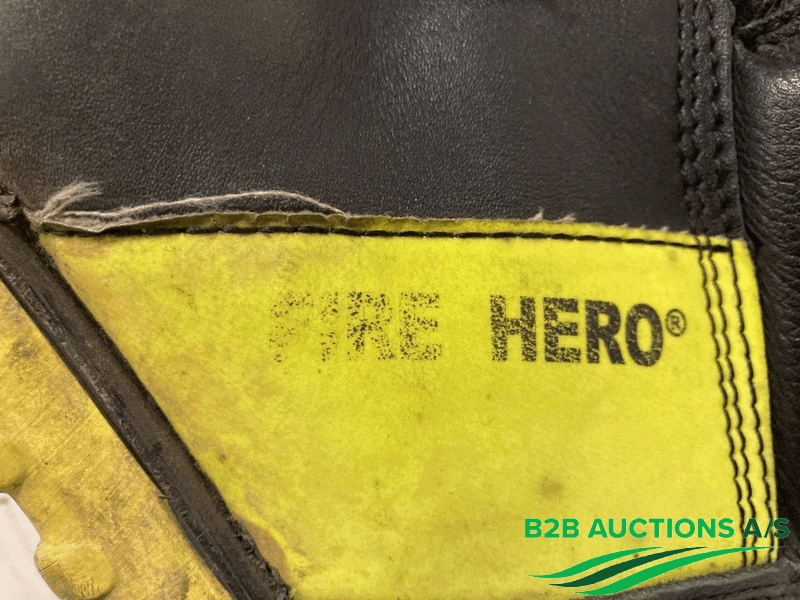 FIRE HERO®
B2B AUCTIONS A/S